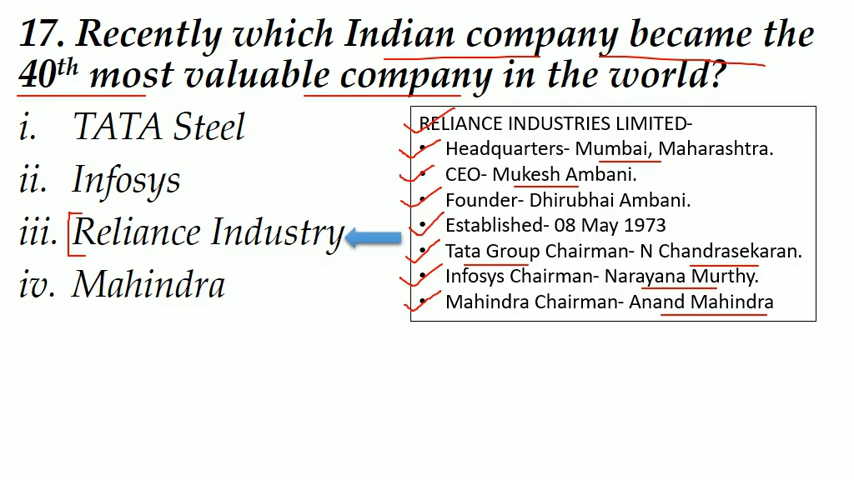 17. Recently which Indian company became the
40th most valuable company in the world?
i. TATA Steel
ii. Infosys
iii. Reliance Industry
iv. Mahindra
RELIANCE INDUSTRIES LIMITED-
• Headquarters- Mumbai, Maharashtra.
• CEO- Mukesh Ambani.
• Founder- Dhirubhai Ambani.
• Established- 08 May 1973
• Tata Group Chairman- N Chandrasekaran.
• Infosys Chairman- Narayana Murthy.
• Mahindra Chairman- Anand Mahindra